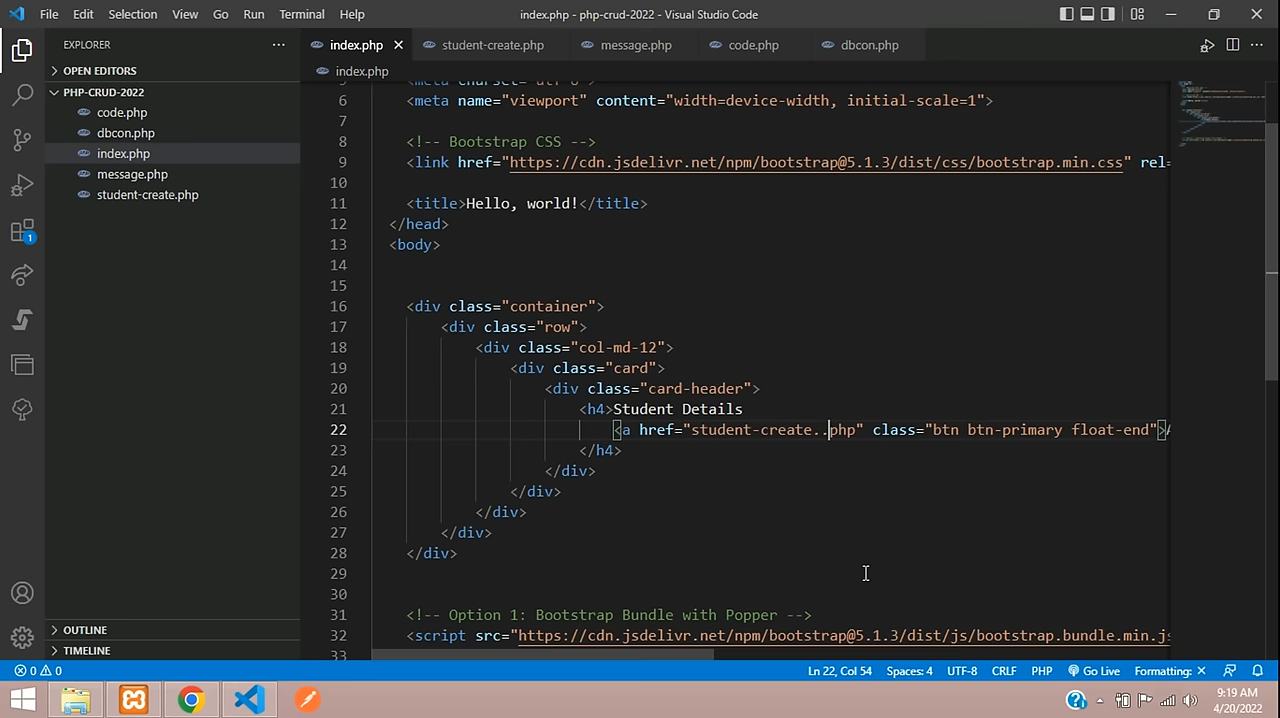 File Edit Selection View Go Run Terminal Help index.php - php-crud-2022 - Visual Studio Code
EXPLORER ···
index.php student-create.php message.php code.php dbcon.php
OPEN EDITORS
index.php
PHP-CRUD-2022
code.php
dbcon.php
index.php
message.php
student-create.php
6 <meta name="viewport" content="width=device-width, initial-scale=1">
7
8 <!-- Bootstrap CSS -->
9 <link href="https://cdn.jsdelivr.net/npm/bootstrap@5.1.3/dist/css/bootstrap.min.css" rel=
10
11 <title>Hello, world!</title>
12 </head>
13 <body>
14
15
16 <div class="container">
17 <div class="row">
18 <div class="col-md-12">
19 <div class="card">
20 <div class="card-header">
21 <h4>Student Details
22 <a href="student-create..php" class="btn btn-primary float-end">
23 </h4>
24 </div>
25 </div>
26 </div>
27 </div>
28 </div>
29
30
31 <!-- Option 1: Bootstrap Bundle with Popper -->
32 <script src="https://cdn.jsdelivr.net/npm/bootstrap@5.1.3/dist/js/bootstrap.bundle.min.js
33
1
OUTLINE
TIMELINE
0 0 Ln 22, Col 54 Spaces: 4 UTF-8 CRLF PHP Go Live Formatting: ×
9:19 AM
4/20/2022